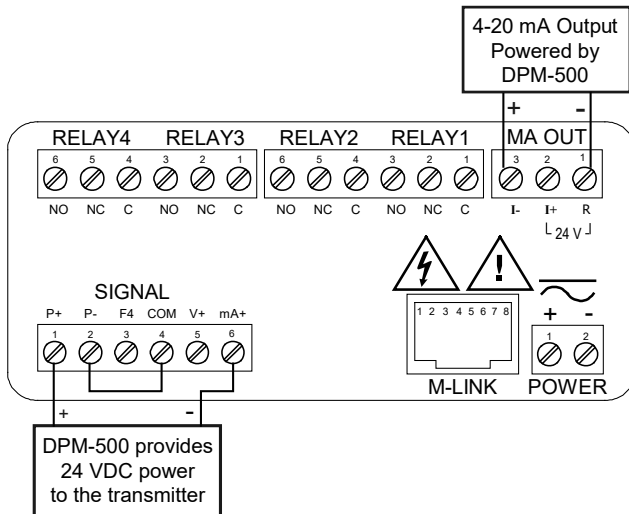 4-20 mA Output
Powered by
DPM-500
+ -
RELAY4 RELAY3 RELAY2 RELAY1 MA OUT
6 5 4 3 2 1 6 5 4 3 2 1 3 2 1
NO NC C NO NC C NO NC C NO NC C I- I+ R
24 V
SIGNAL
P+ P- F4 COM V+ mA+
1 2 3 4 5 6
!
1 2 3 4 5 6 7 8
M-LINK
+ -
1 2
POWER
+ -
DPM-500 provides
24 VDC power
to the transmitter